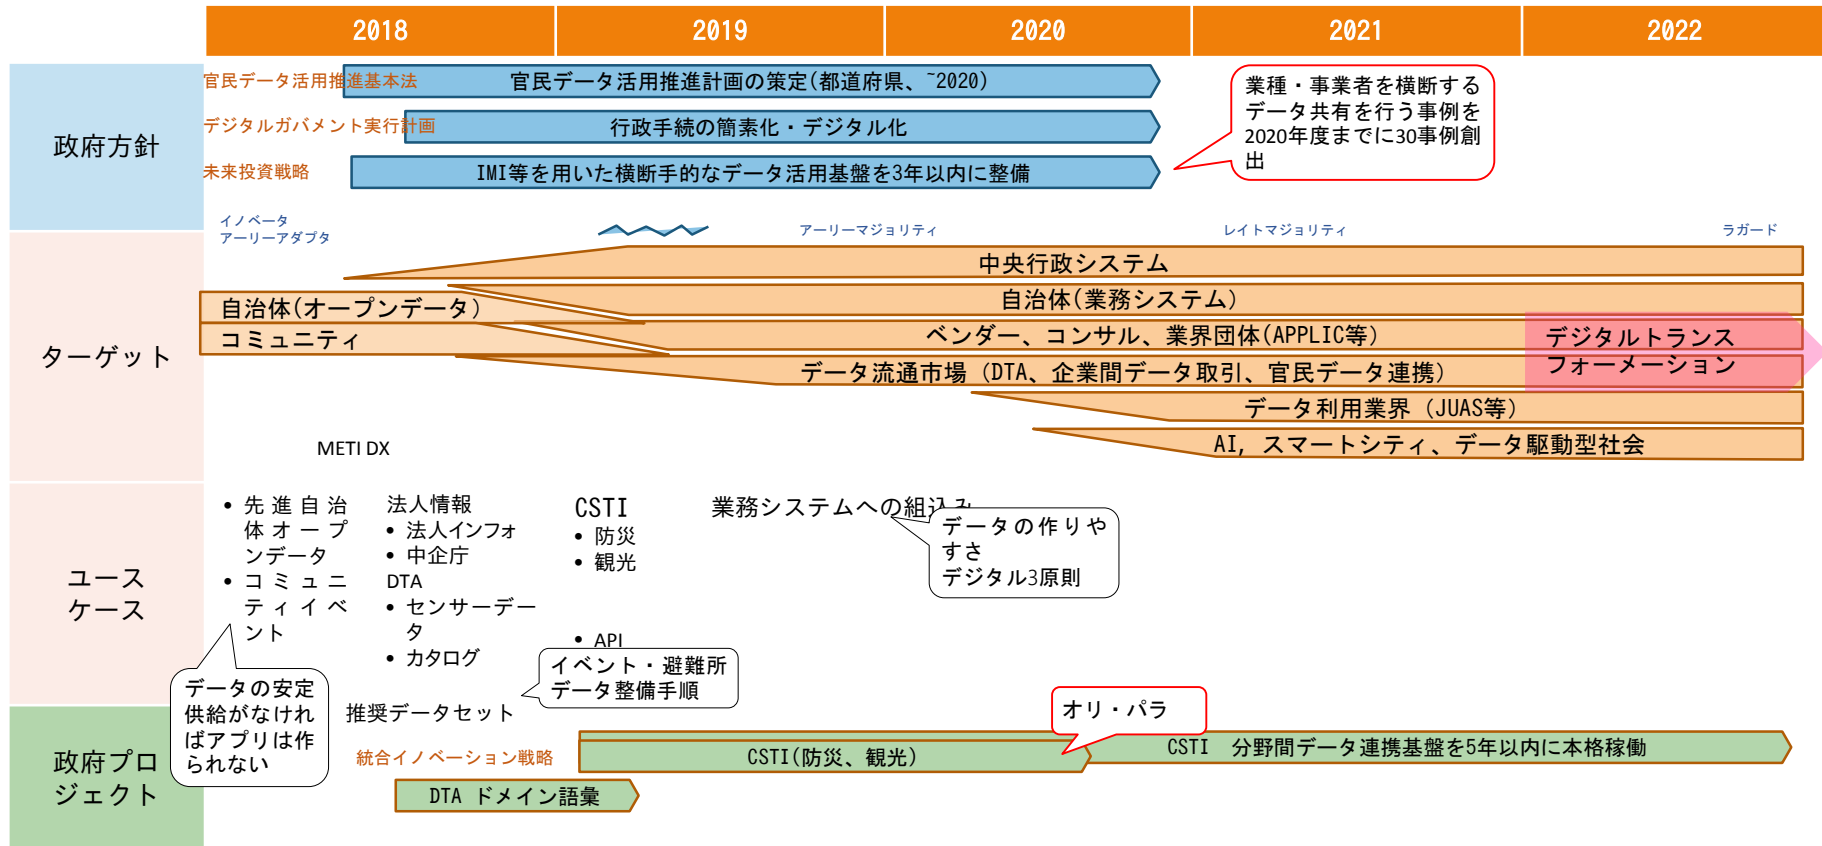 2018
2019
2020
2021
2022
政府方針
官民データ活用推進基本法
官民データ活用推進計画の策定(都道府県、~2020)
デジタルガバメント実行計画
行政手続の簡素化・デジタル化
未来投資戦略
IMI等を用いた横断手的なデータ活用基盤を3年以内に整備
業種・事業者を横断する
データ共有を行う事例を
2020年度までに30事例創
出
ターゲット
イノベータ
アーリーアダプタ
アーリーマジョリティ
レイトマジョリティ
ラガード
中央行政システム
自治体(オープンデータ)
自治体(業務システム)
コミュニティ
ベンダー、コンサル、業界団体(APPLIC等)
データ流通市場（DTA、企業間データ取引、官民データ連携）
デジタルトランス
フォーメーション
データ利用業界（JUAS等）
AI, スマートシティ、データ駆動型社会
METI DX
ユース
ケース
• 先進自治
体オープ
ンデータ
• コミュニ
ティイベ
ント
法人情報
• 法人インフォ
• 中企庁
DTA
• センサーデー
タ
• カタログ
CSTI
• 防災
• 観光
• API
業務システムへの組込み
データの作りや
すさ
デジタル3原則
データの安定
供給がなけれ
ばアプリは作
られない
イベント・避難所
データ整備手順
政府プロ
ジェクト
推奨データセット
オリ・パラ
統合イノベーション戦略
CSTI(防災、観光)
CSTI　分野間データ連携基盤を5年以内に本格稼働
DTA ドメイン語彙